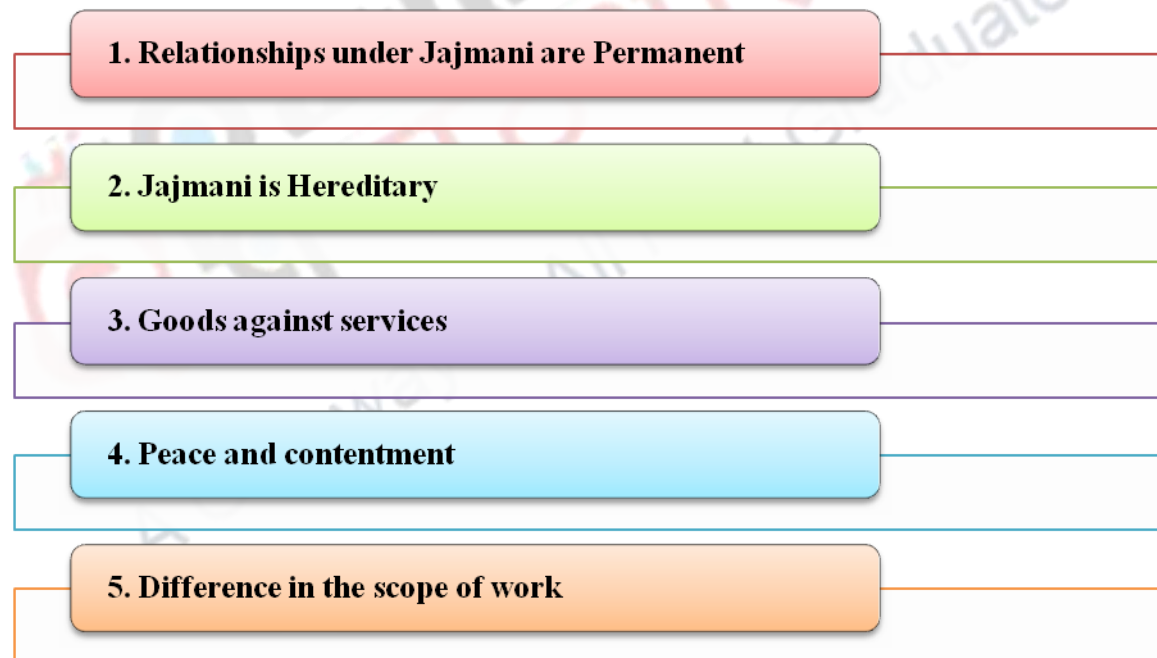 1. Relationships under Jajmani are Permanent
2. Jajmani is Hereditary
3. Goods against services
4. Peace and contentment
5. Difference in the scope of work